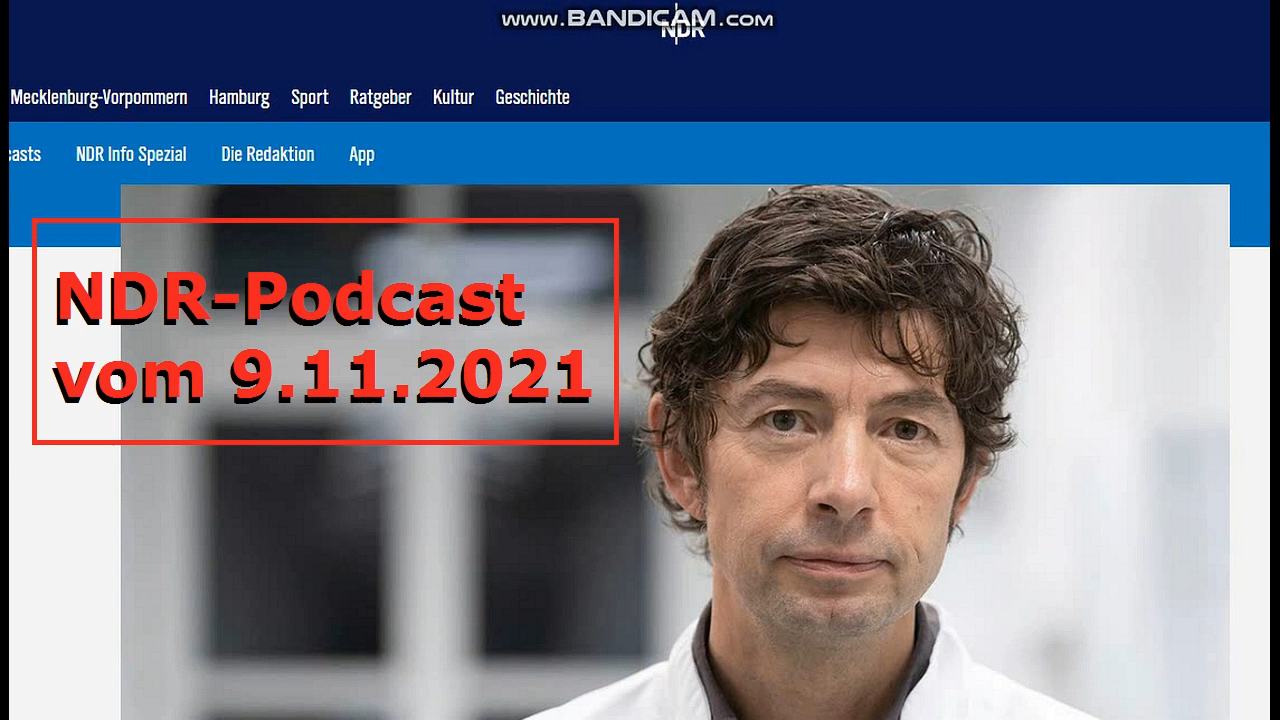 www.BANDICAM.com
NDR
Mecklenburg-Vorpommern Hamburg Sport Ratgeber Kultur Geschichte
casts NDR Info Spezial Die Redaktion App
NDR-Podcast
vom 9.11.2021